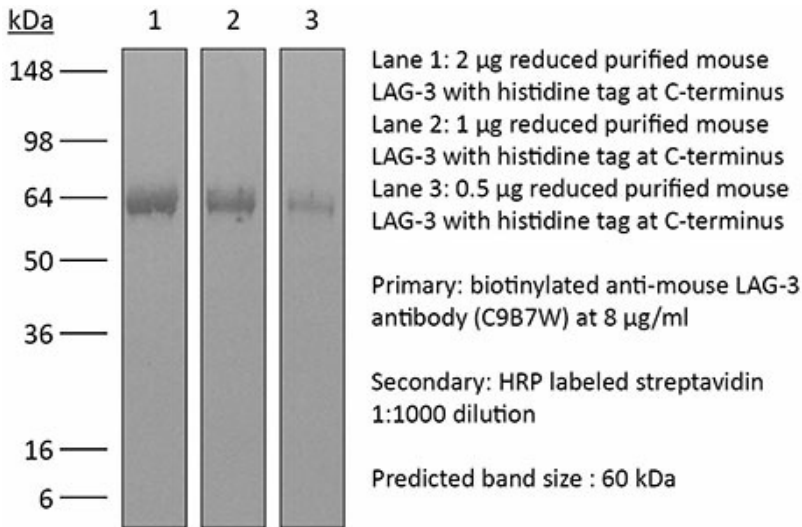 kDa
1 2 3
148
98
64
50
36
16
6
Lane 1: 2 µg reduced purified mouse
LAG-3 with histidine tag at C-terminus
Lane 2: 1 µg reduced purified mouse
LAG-3 with histidine tag at C-terminus
Lane 3: 0.5 µg reduced purified mouse
LAG-3 with histidine tag at C-terminus
Primary: biotinylated anti-mouse LAG-3
antibody (C9B7W) at 8 µg/ml
Secondary: HRP labeled streptavidin
1:1000 dilution
Predicted band size : 60 kDa